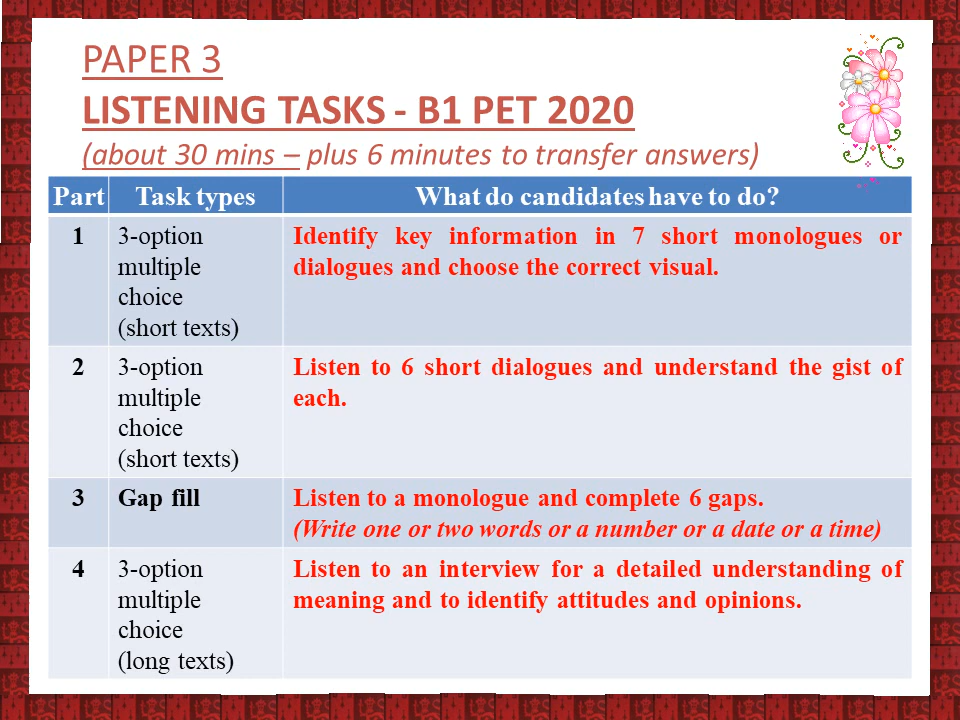 PAPER 3
LISTENING TASKS - B1 PET 2020
(about 30 mins – plus 6 minutes to transfer answers)
Part Task types What do candidates have to do?
1 3-option Identify key information in 7 short monologues or
multiple dialogues and choose the correct visual.
choice
(short texts)
2 3-option Listen to 6 short dialogues and understand the gist of
multiple each.
choice
(short texts)
3 Gap fill Listen to a monologue and complete 6 gaps.
(Write one or two words or a number or a date or a time)
4 3-option Listen to an interview for a detailed understanding of
multiple meaning and to identify attitudes and opinions.
choice
(long texts)